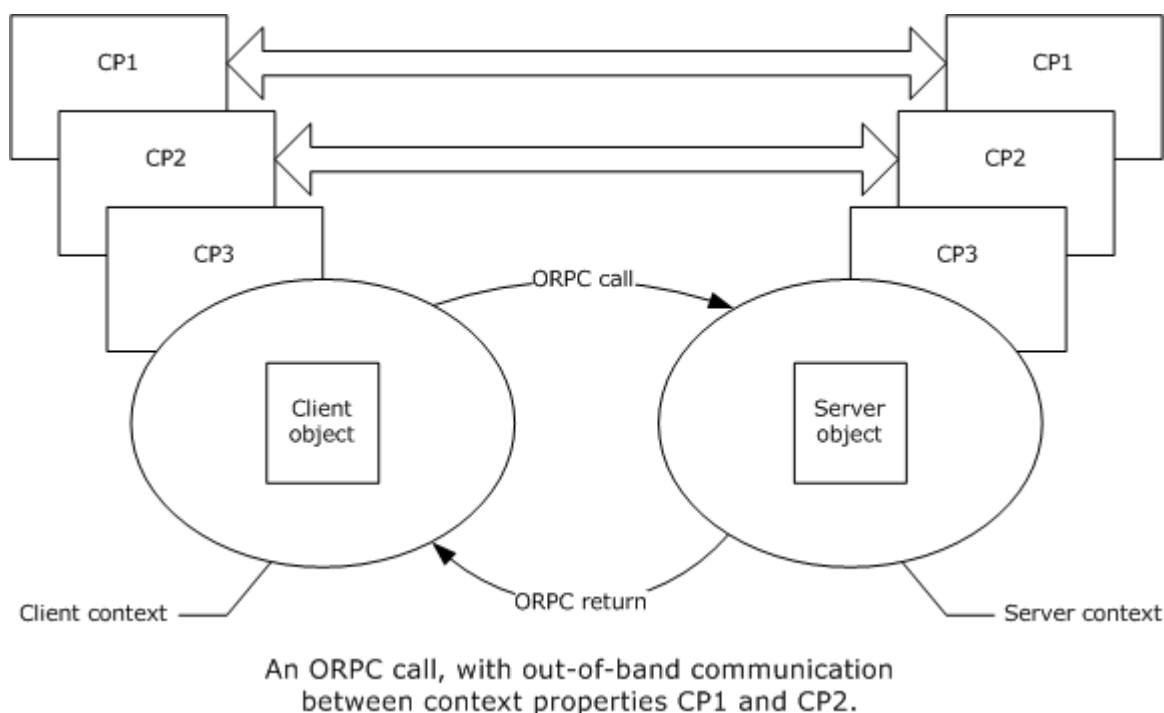 CP1
CP1
CP2
CP2
CP3
CP3
ORPC call
Client
object
Server
object
ORPC return
Client context
Server context
An ORPC call, with out-of-band communication
between context properties CP1 and CP2.